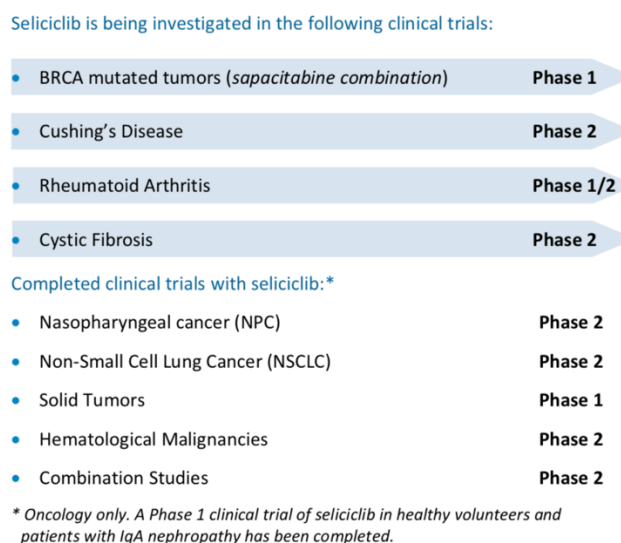 Seliciclib is being investigated in the following clinical trials:
• BRCA mutated tumors (sapacitabine combination) Phase 1
• Cushing’s Disease Phase 2
• Rheumatoid Arthritis Phase 1/2
• Cystic Fibrosis Phase 2
Completed clinical trials with seliciclib:*
• Nasopharyngeal cancer (NPC) Phase 2
• Non-Small Cell Lung Cancer (NSCLC) Phase 2
• Solid Tumors Phase 1
• Hematological Malignancies Phase 2
• Combination Studies Phase 2
* Oncology only. A Phase 1 clinical trial of seliciclib in healthy volunteers and
patients with IgA nephropathy has been completed.